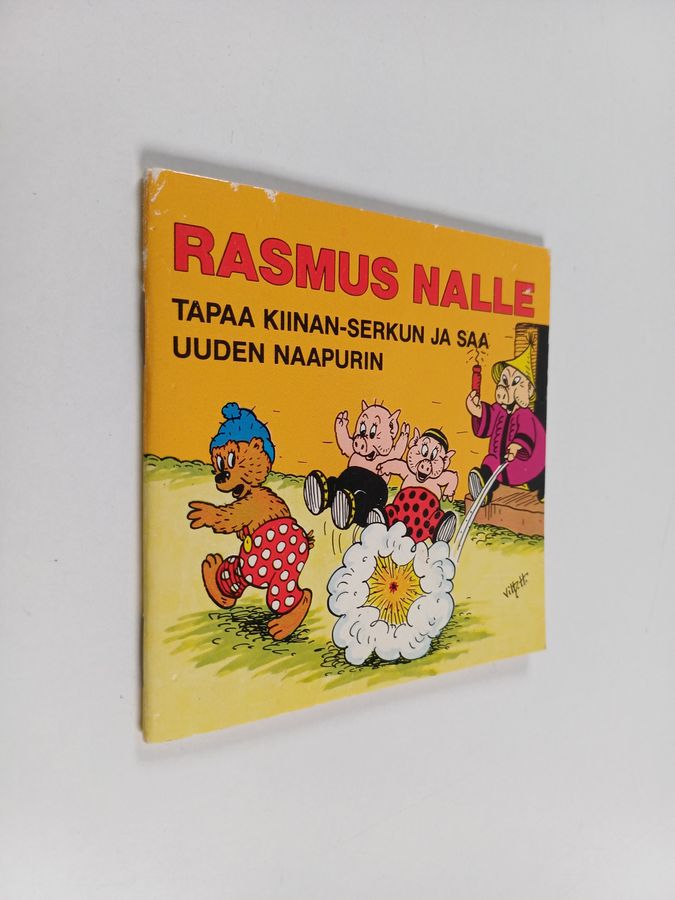 RASMUS NALLE
TAPAA KIINAN-SERKUN JA SAA
UUDEN NAAPURIN